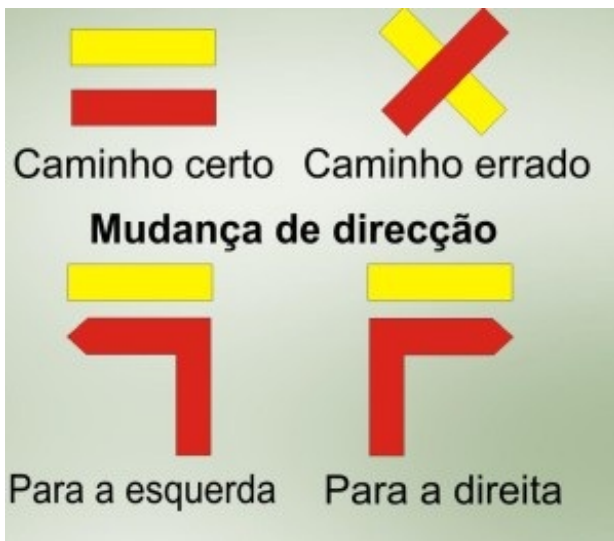 Caminho certo Caminho errado
Mudança de direcção
Para a esquerda Para a direita